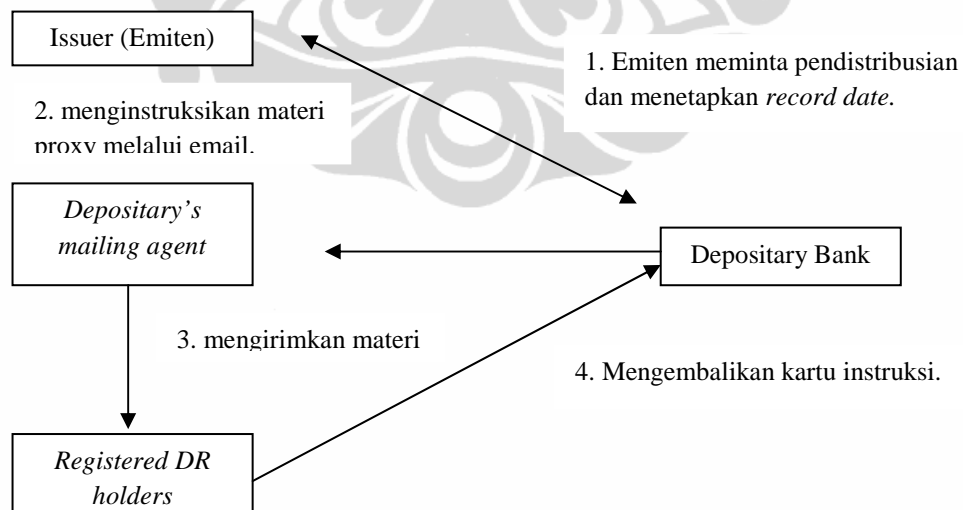 Issuer (Emiten)
1. Emiten meminta pendistribusian
dan menetapkan record date.
2. menginstruksikan materi
proxy melalui email.
Depositary's
mailing agent
Depositary Bank
3. mengirimkan materi
4. Mengembalikan kartu instruksi.
Registered DR
holders